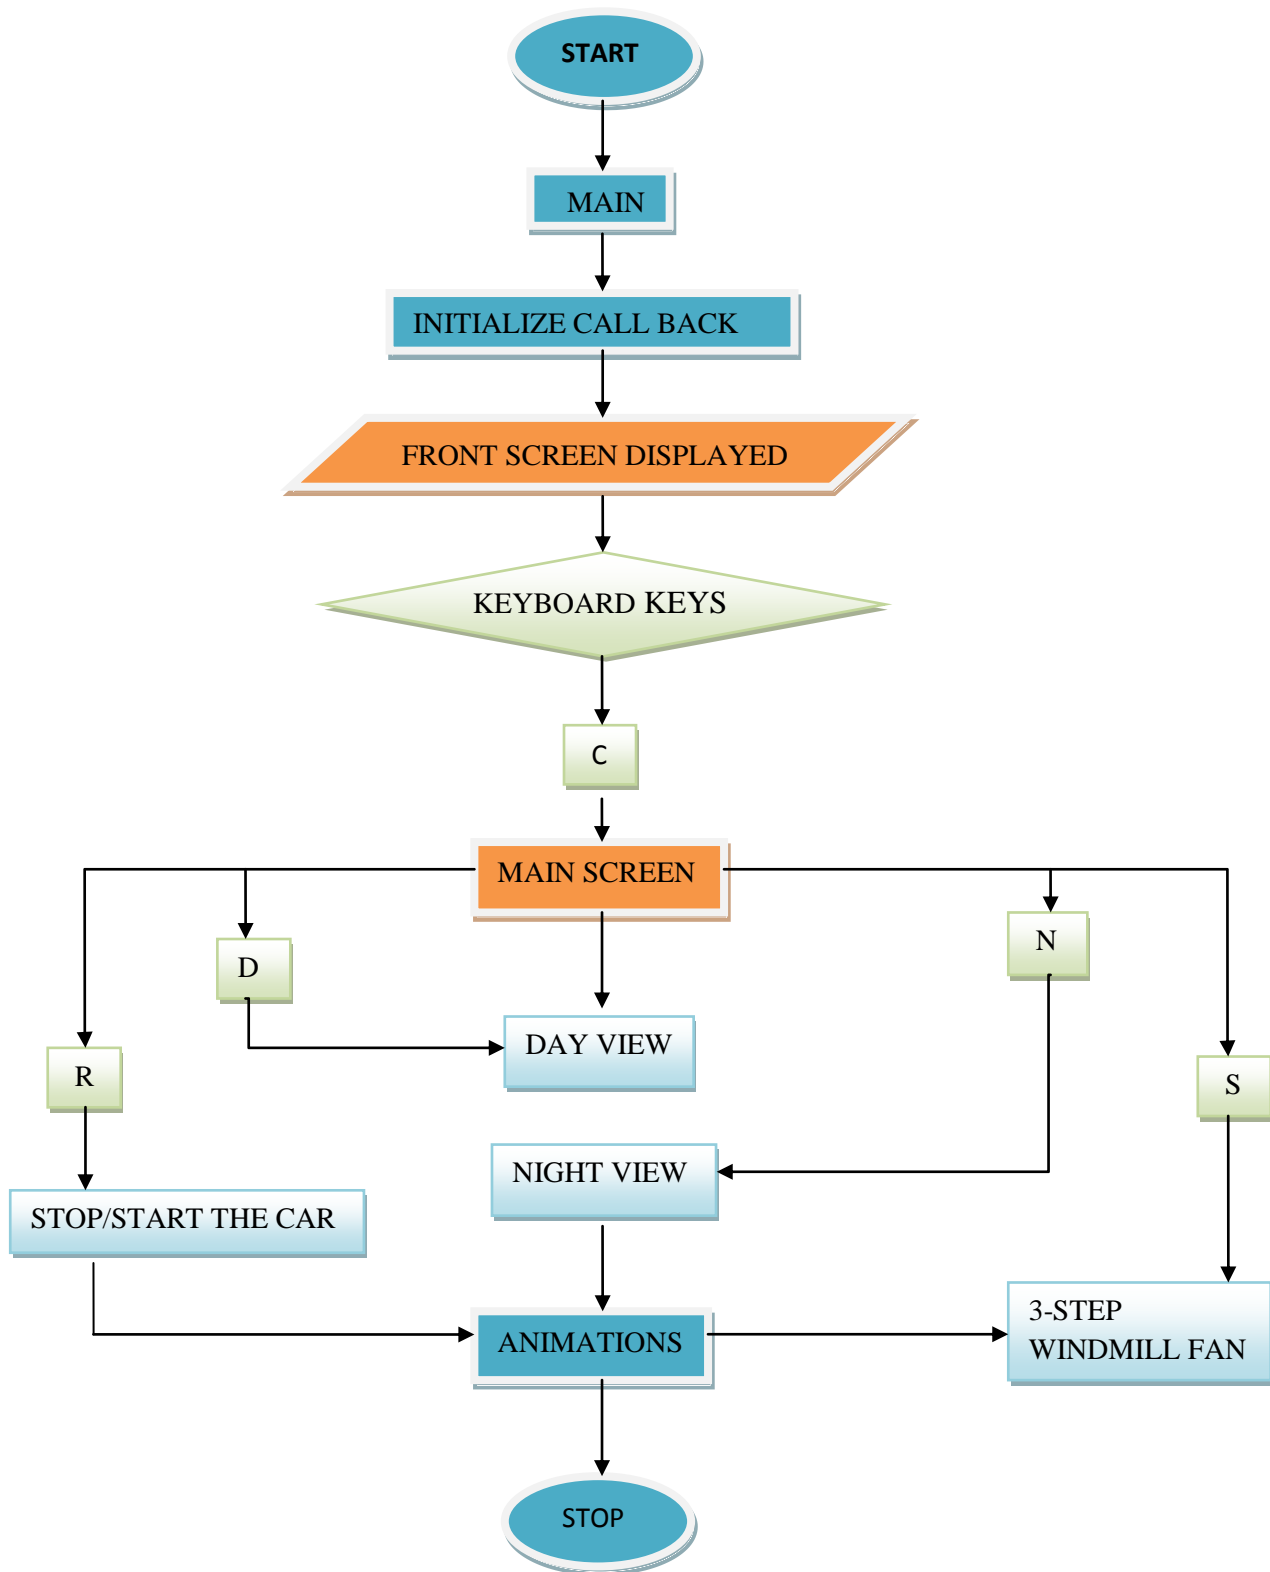 START
MAIN
INITIALIZE CALL BACK
FRONT SCREEN DISPLAYED
KEYBOARD KEYS
C
MAIN SCREEN
N
D
DAY VIEW
R
S
NIGHT VIEW
STOP/START THE CAR
3-STEP
WINDMILL FAN
ANIMATIONS
STOP